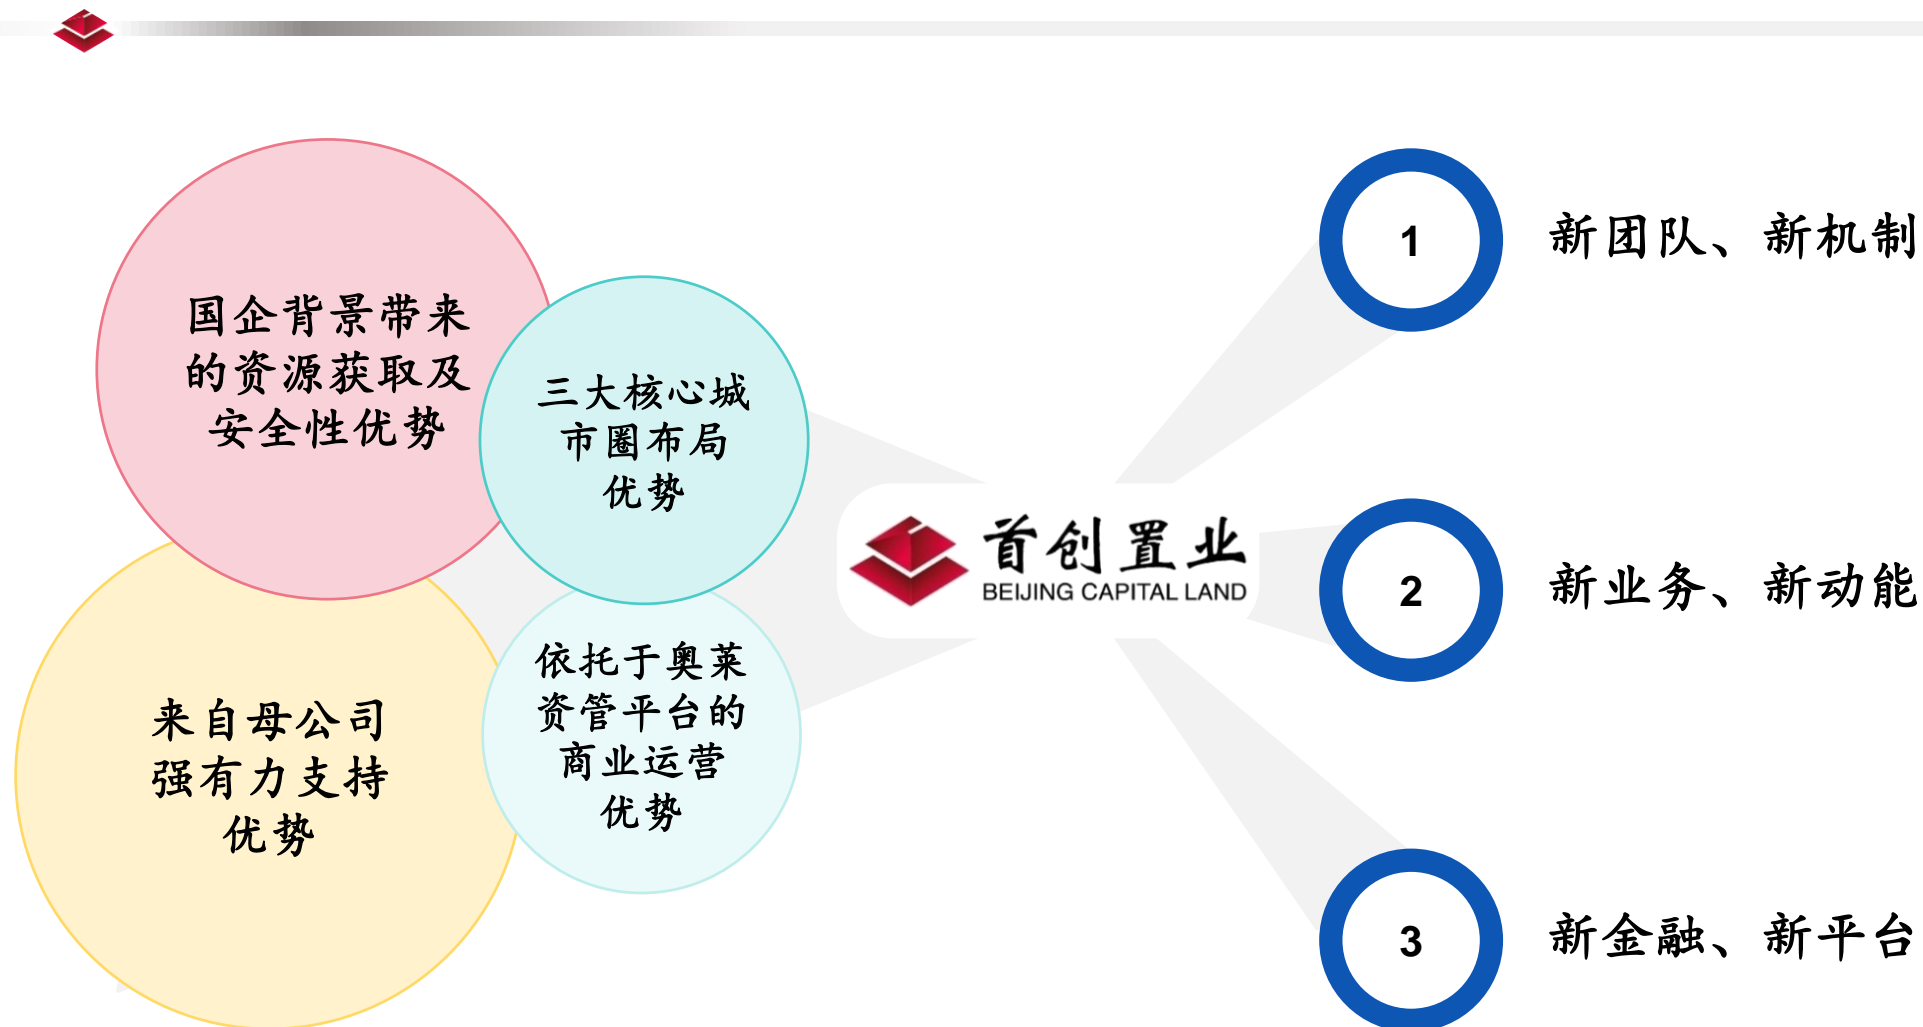 国企背景带来
的资源获取及
安全性优势
三大核心城
市圈布局
优势
来自母公司
强有力支持
优势
依托于奥莱
资管平台的
商业运营
优势
首创置业
BEIJING CAPITAL LAND
1
新团队、新机制
2
新业务、新动能
3
新金融、新平台